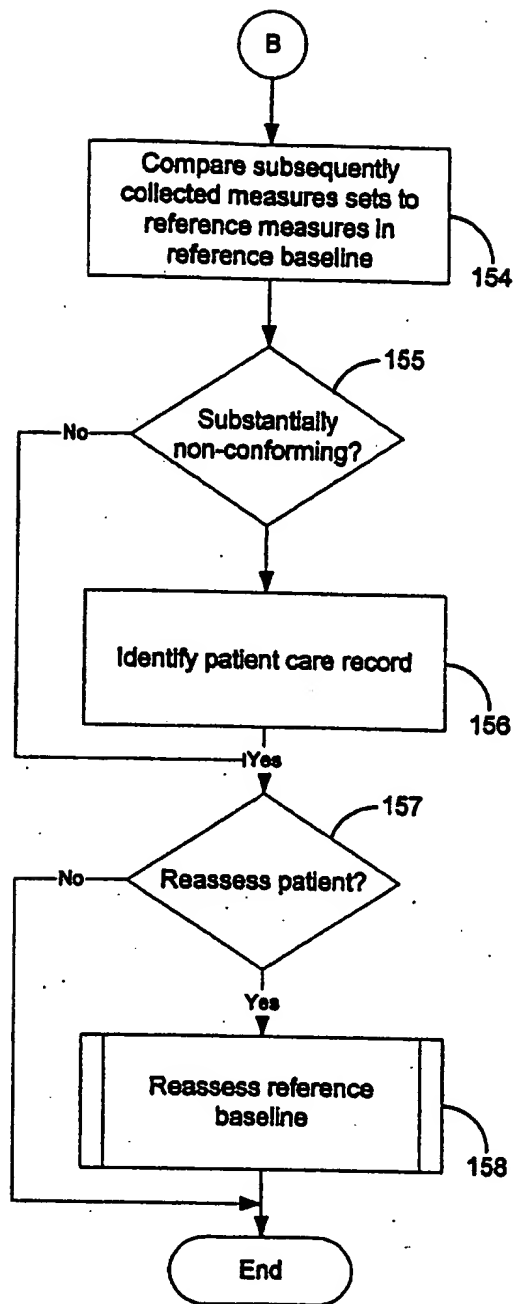 B
Compare subsequently
collected measures sets to
reference measures in
reference baseline
154
155
Substantially
non-conforming?
No
Identify patient care record
156
Yes
157
Reassess patient?
No
Yes
Reassess reference
baseline
158
End